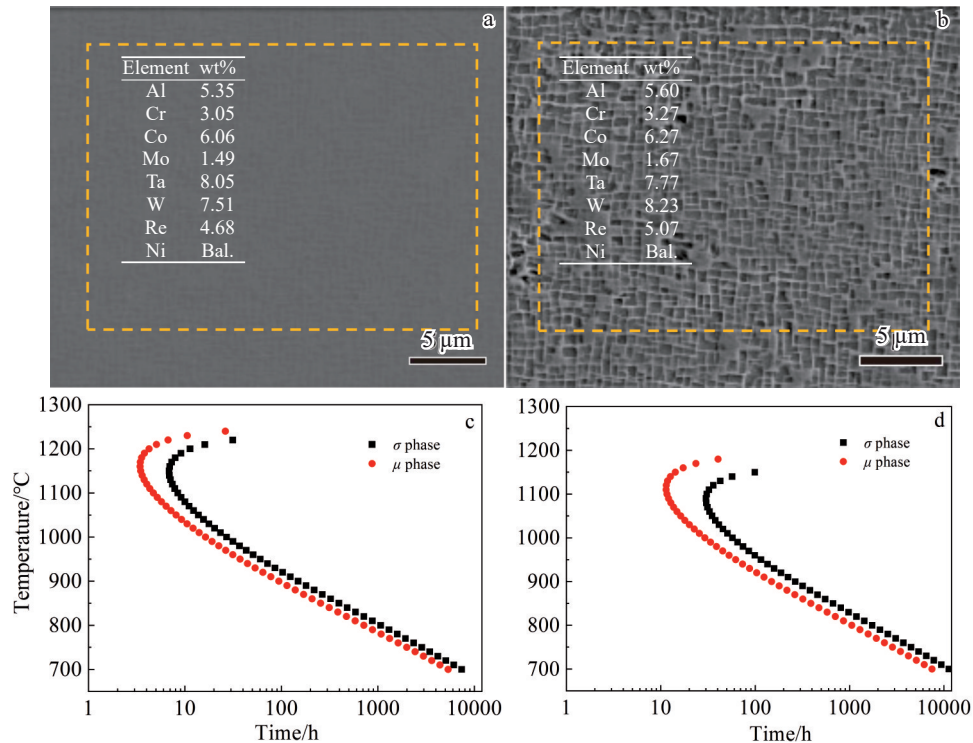 a
Element wt%
Al 5.35
Cr 3.05
Co 6.06
Mo 1.49
Ta 8.05
W 7.51
Re 4.68
Ni Bal.
5 μm
b
Element wt%
Al 5.60
Cr 3.27
Co 6.27
Mo 1.67
Ta 7.77
W 8.23
Re 5.07
Ni Bal.
5 μm
c
σ phase
μ phase
1300
1200
1100
1000
900
800
700
Temperature/°C
1 10 100 1000 10000
Time/h
d
σ phase
μ phase
1300
1200
1100
1000
900
800
700
1 10 100 1000 10000
Time/h